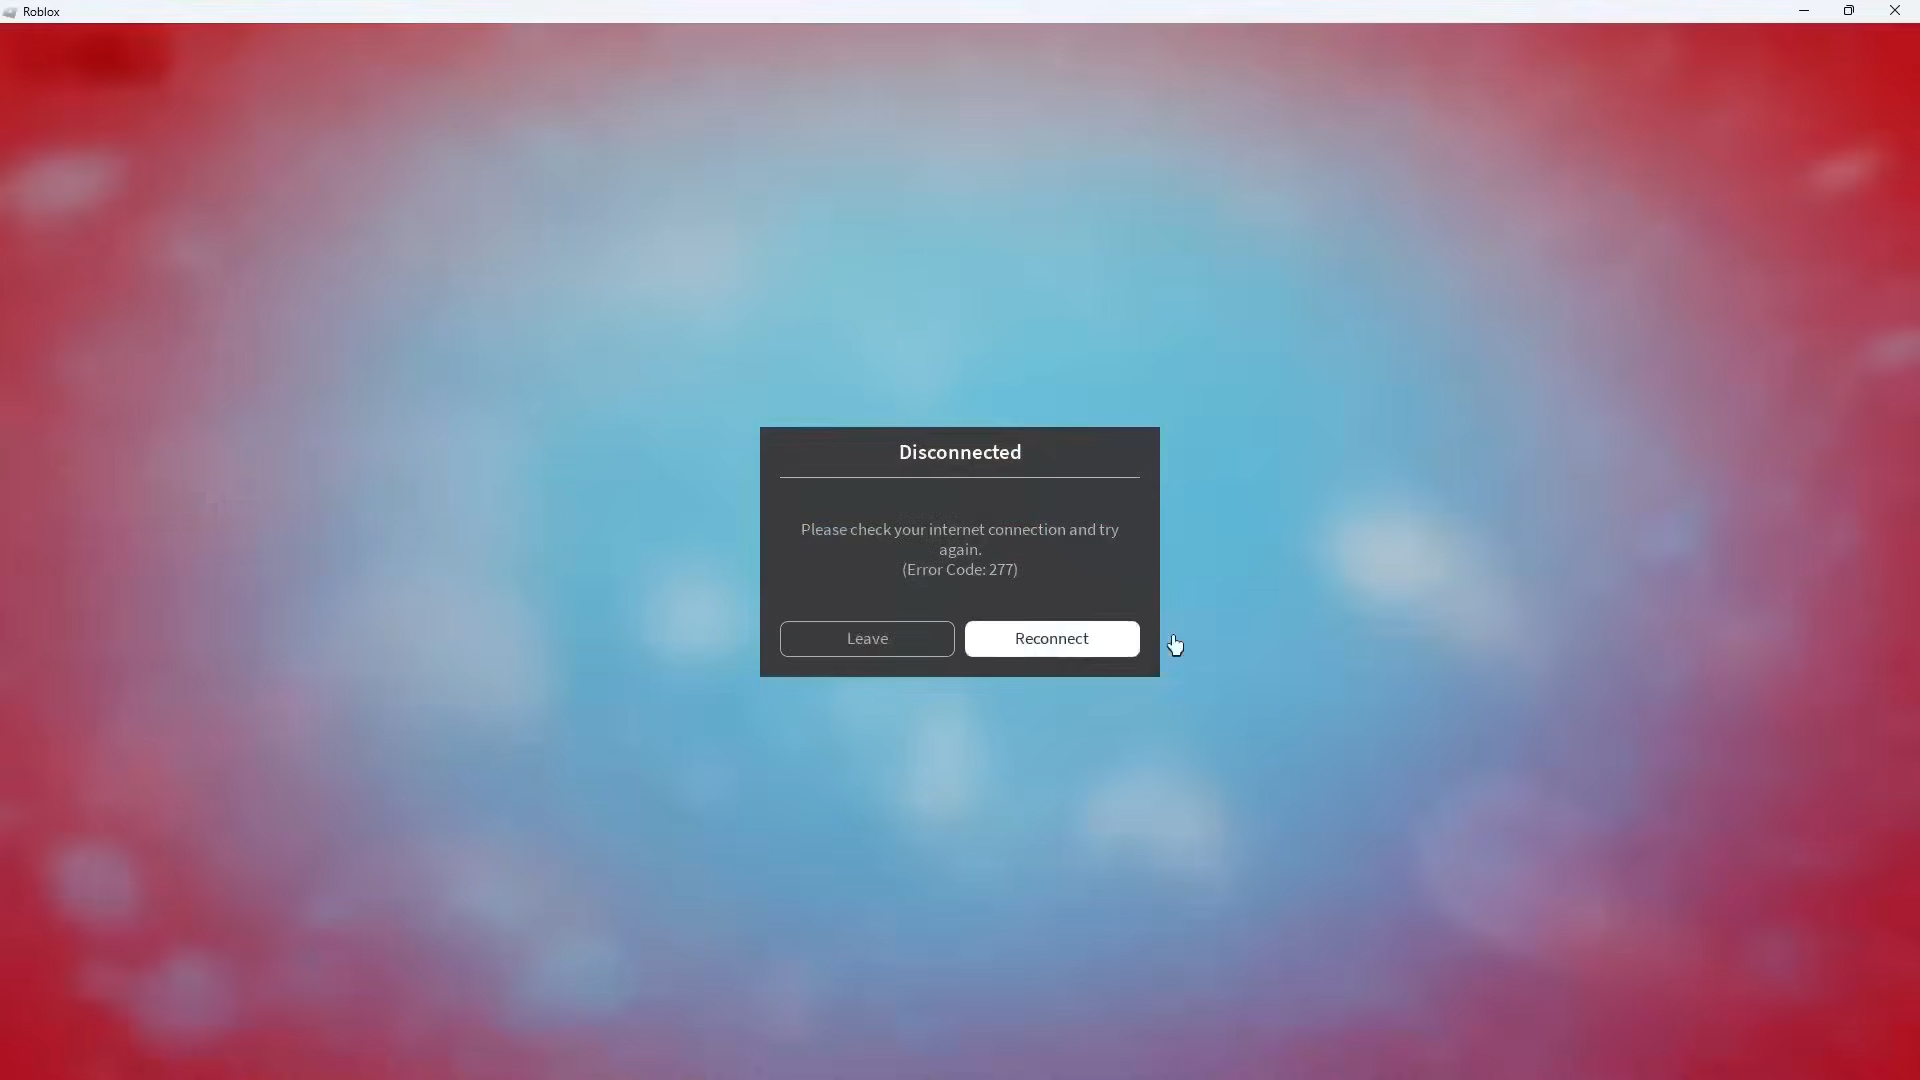 Roblox
Disconnected
Please check your internet connection and try
again.
(Error Code: 277)
Leave
Reconnect